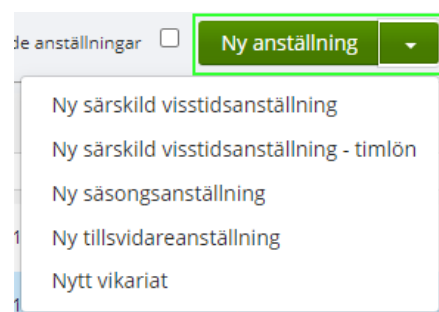 de anställningar Ny anställning
Ny särskild visstidsanställning
Ny särskild visstidsanställning - timlön
Ny säsongsanställning
Ny tillsvidareanställning
Nytt vikariat